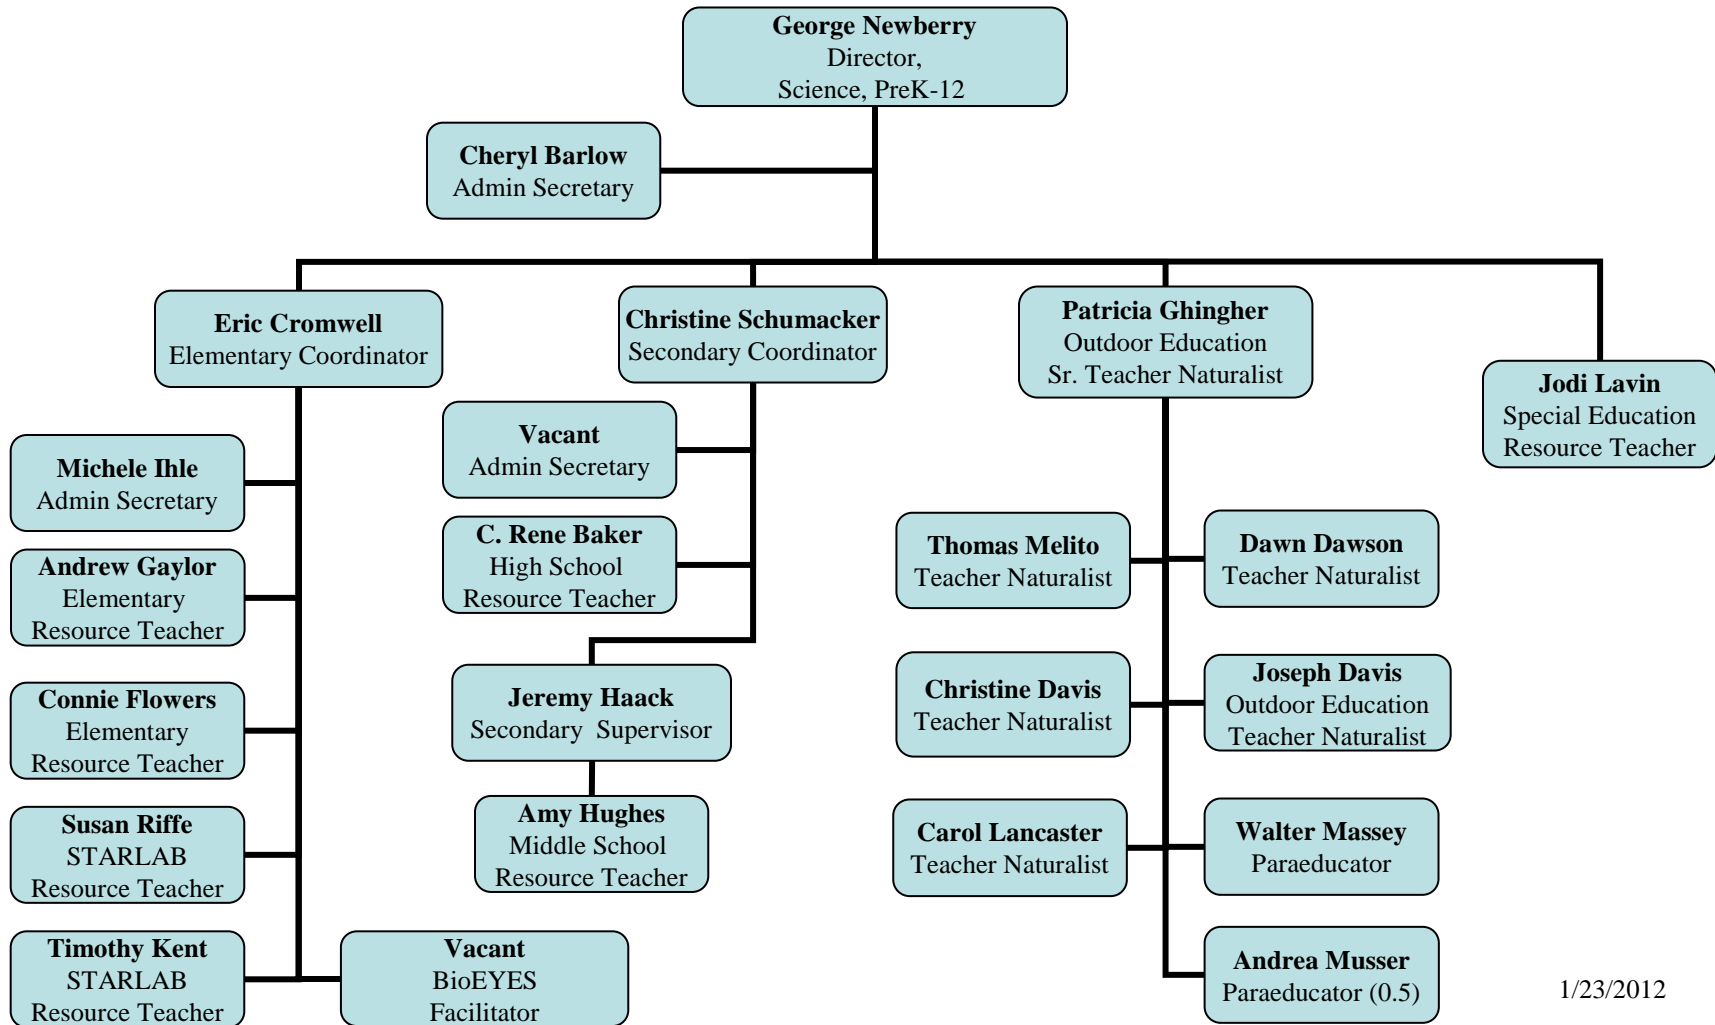 George Newberry
Director,
Science, PreK-12
Cheryl Barlow
Admin Secretary
Eric Cromwell
Elementary Coordinator
Michele Ihle
Admin Secretary
Andrew Gaylor
Elementary
Resource Teacher
Connie Flowers
Elementary
Resource Teacher
Susan Riffe
STARLAB
Resource Teacher
Timothy Kent
STARLAB
Resource Teacher
Vacant
BioEYES
Facilitator
Christine Schumacker
Secondary Coordinator
Vacant
Admin Secretary
C. Rene Baker
High School
Resource Teacher
Jeremy Haack
Secondary  Supervisor
Amy Hughes
Middle School
Resource Teacher
Patricia Ghingher
Outdoor Education
Sr. Teacher Naturalist
Thomas Melito
Teacher Naturalist
Dawn Dawson
Teacher Naturalist
Christine Davis
Teacher Naturalist
Joseph Davis
Outdoor Education
Teacher Naturalist
Carol Lancaster
Teacher Naturalist
Walter Massey
Paraeducator
Andrea Musser
Paraeducator (0.5)
Jodi Lavin
Special Education
Resource Teacher
1/23/2012